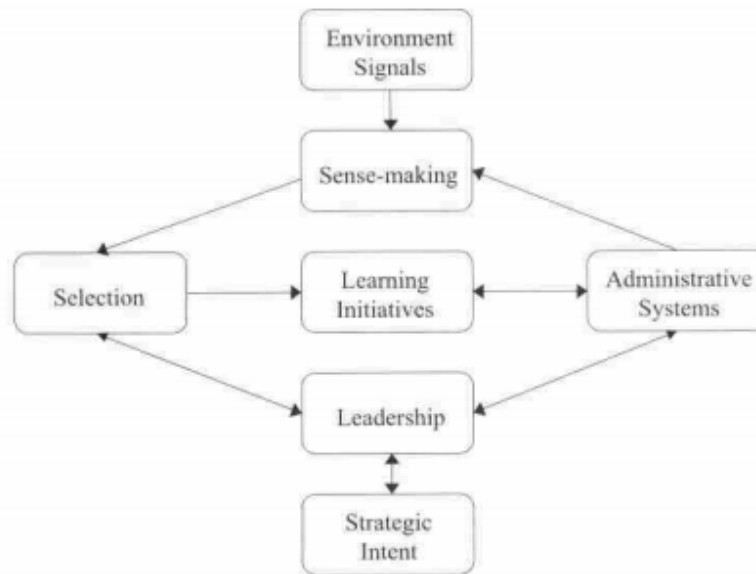 Environment
Signals
Sense-making
Selection
Learning
Initiatives
Administrative
Systems
Leadership
Strategic
Intent